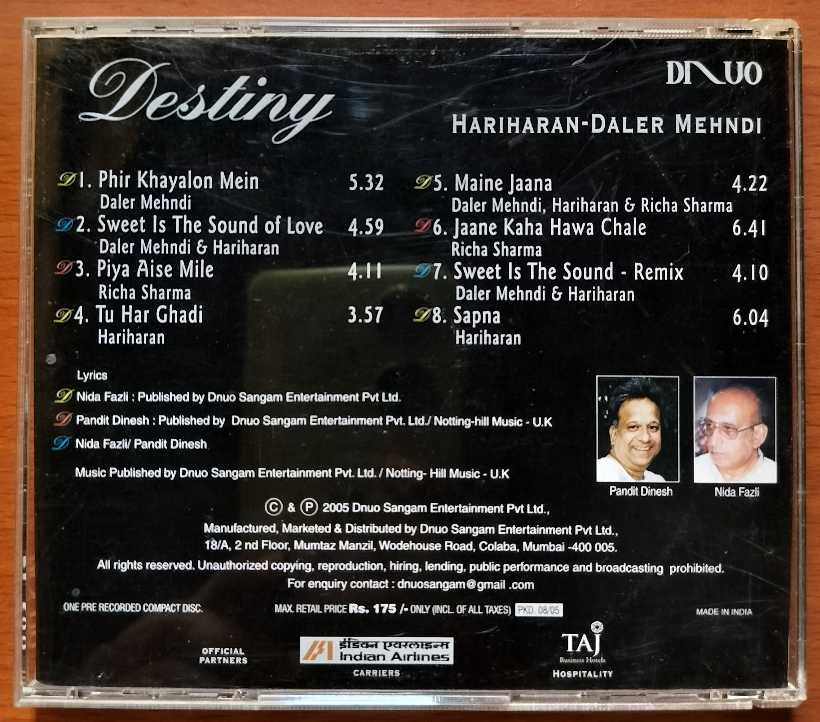 Destiny
DNUO
HARIHARAN-DALER MEHNDI
1. Phir Khayalon Mein 5.32
Daler Mehndi
2. Sweet Is The Sound of Love 4.59
Daler Mehndi & Hariharan
3. Piya Aise Mile 4.11
Richa Sharma
4. Tu Har Ghadi 3.57
Hariharan
5. Maine Jaana 4.22
Daler Mehndi, Hariharan & Richa Sharma
6. Jaane Kaha Hawa Chale 6.41
Richa Sharma
7. Sweet Is The Sound - Remix 4.10
Daler Mehndi & Hariharan
8. Sapna 6.04
Hariharan
Lyrics
Nida Fazli : Published by Dnuo Sangam Entertainment Pvt Ltd.
Pandit Dinesh : Published by Dnuo Sangam Entertainment Pvt. Ltd./ Notting-hill Music - U.K
Nida Fazli/ Pandit Dinesh
Music Published by Dnuo Sangam Entertainment Pvt. Ltd. / Notting- Hill Music - U.K
Pandit Dinesh
Nida Fazli
© & ℗ 2005 Dnuo Sangam Entertainment Pvt Ltd.,
Manufactured, Marketed & Distributed by Dnuo Sangam Entertainment Pvt Ltd.,
18/A, 2 nd Floor, Mumtaz Manzil, Wodehouse Road, Colaba, Mumbai -400 005.
All rights reserved. Unauthorized copying, reproduction, hiring, lending, public performance and broadcasting prohibited.
For enquiry contact : dnuosangam@gmail .com
ONE PRE RECORDED COMPACT DISC.
MAX. RETAIL PRICE Rs. 175 /- ONLY (INCL. OF ALL TAXES) PKD. 08/05
MADE IN INDIA
OFFICIAL
PARTNERS
इंडियन एयरलाइन्स
Indian Airlines
CARRIERS
TAJ
Business Hotels
HOSPITALITY